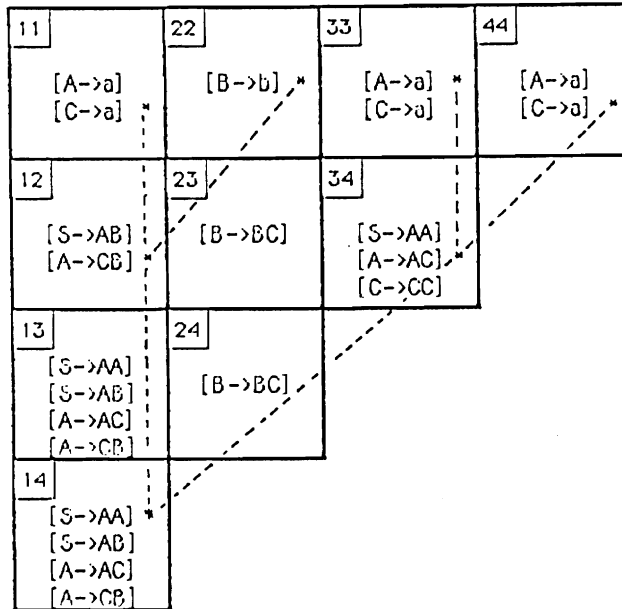 11
22
33
44
[A->a]
[C->a]
[B->b]
[A->a]
[C->a]
[A->a]
[C->a]
12
23
34
[S->AB]
[A->CB]
[B->BC]
[S->AA]
[A->AC]
[C->CC]
13
24
[S->AA]
[S->AB]
[A->AC]
[A->CB]
[B->BC]
14
[S->AA]
[S->AB]
[A->AC]
[A->CB]